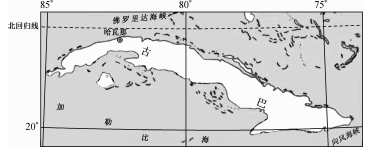 85° 80° 75°
佛罗里达海峡
北回归线
哈瓦那
古
巴
加
勒
比 海
20°
向风海峡